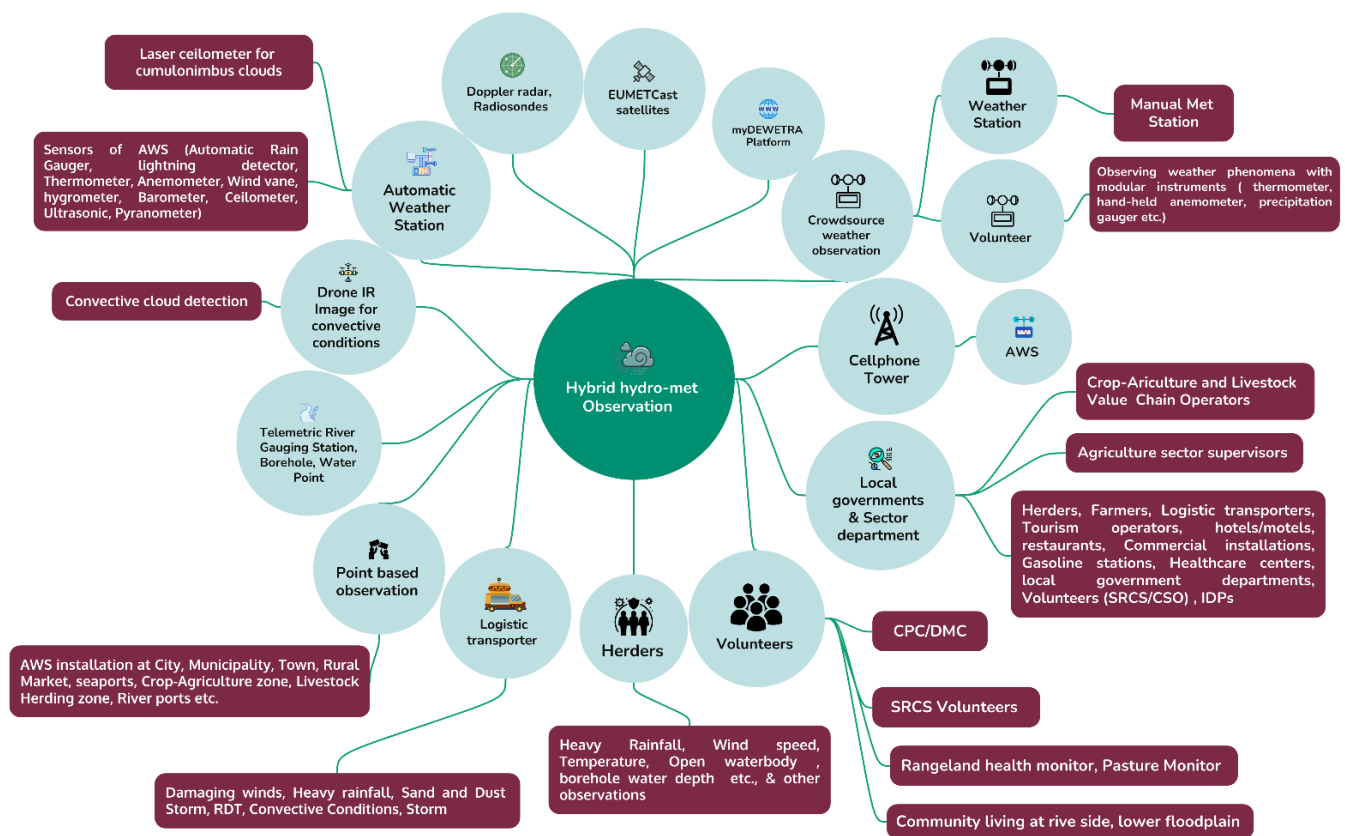 Laser ceilometer for
cumulonimbus clouds
Sensors of AWS (Automatic Rain
Gauger, lightning detector,
Thermometer, Anemometer, Wind vane,
hygrometer, Barometer, Ceilometer,
Ultrasonic, Pyranometer)
Automatic
Weather
Station
Doppler radar,
Radiosondes
EUMETCast
satellites
WWW
myDEWETRA
Platform
Crowdsource
weather
observation
Weather
Station
Manual Met
Station
Volunteer
Observing weather phenomena with
modular instruments ( thermometer,
hand-held anemometer, precipitation
gauger etc.)
Convective cloud detection
Drone IR
Image for
convective
conditions
Hybrid hydro-met
Observation
Cellphone
Tower
AWS
Telemetric River
Gauging Station,
Borehole, Water
Point
Local
governments
& Sector
department
Crop-Ariculture and Livestock
Value Chain Operators
Agriculture sector supervisors
Herders, Farmers, Logistic transporters,
Tourism operators, hotels/motels,
restaurants, Commercial installations,
Gasoline stations, Healthcare centers,
local government departments,
Volunteers (SRCS/CSO) , IDPs
Point based
observation
AWS installation at City, Municipality, Town, Rural
Market, seaports, Crop-Agriculture zone, Livestock
Herding zone, River ports etc.
Logistic
transporter
Damaging winds, Heavy rainfall, Sand and Dust
Storm, RDT, Convective Conditions, Storm
Herders
Heavy Rainfall, Wind speed,
Temperature, Open waterbody ,
borehole water depth etc., & other
observations
Volunteers
CPC/DMC
SRCS Volunteers
Rangeland health monitor, Pasture Monitor
Community living at rive side, lower floodplain